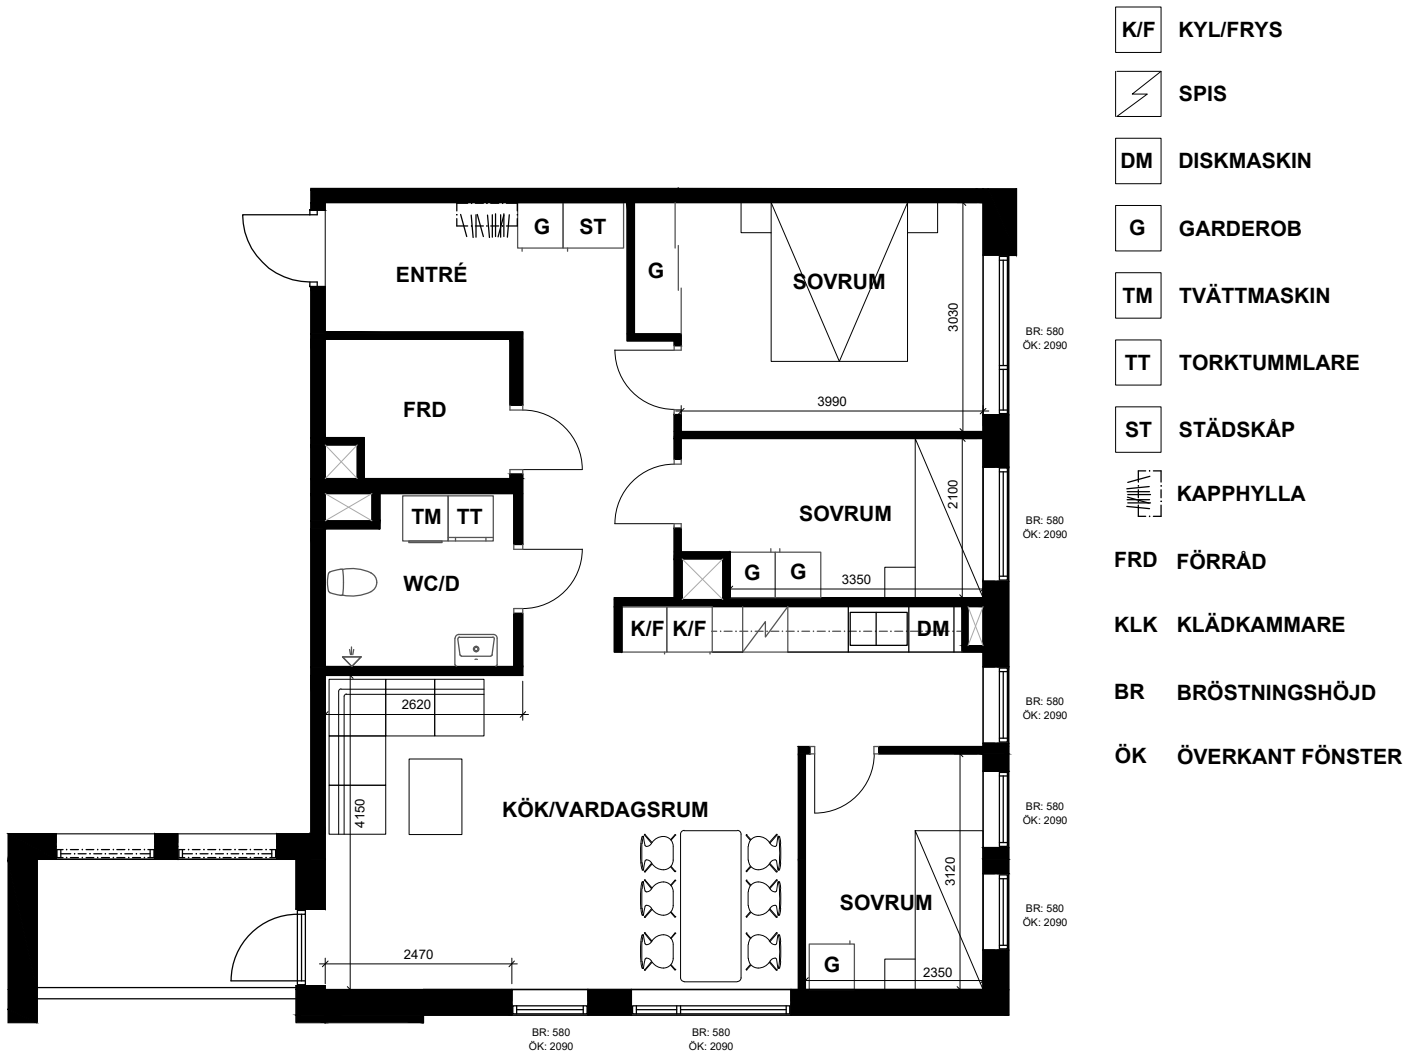 K/F KYL/FRYS
SPIS
DM DISKMASKIN
G GARDEROB
TM TVÄTTMASKIN
TT TORKTUMMLARE
ST STÄDSKÅP
KAPPHYLLA
FRD FÖRRÅD
KLK KLÄDKAMMARE
BR BRÖSTNINGSHÖJD
ÖK ÖVERKANT FÖNSTER
G ST
ENTRÉ
G
SOVRUM
3030
BR: 580
ÖK: 2090
3990
FRD
SOVRUM
2100
BR: 580
ÖK: 2090
TM TT
WC/D
G G
3350
K/F K/F DM
2620
BR: 580
ÖK: 2090
4150
KÖK/VARDAGSRUM
BR: 580
ÖK: 2090
3120
SOVRUM
BR: 580
ÖK: 2090
2470
G
2350
BR: 580
ÖK: 2090
BR: 580
ÖK: 2090